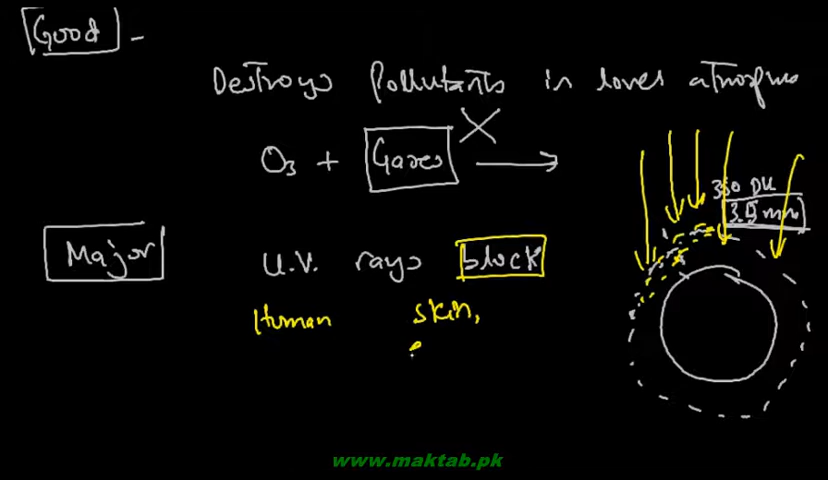 Good -
Destroys Pollutants in lower atmosphre
O3 + Gases X →
350 DU
3.5 mm
Major U.V. rays block
Human skin,
www.maktab.pk